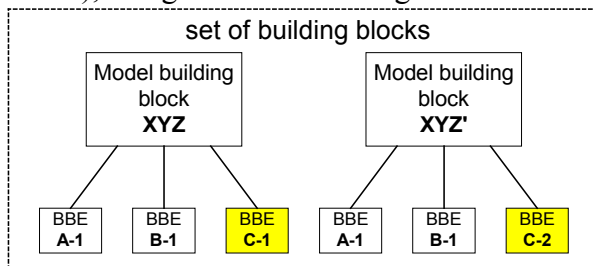 set of building blocks
Model building
block
XYZ
Model building
block
XYZ'
BBE
A-1
BBE
B-1
BBE
C-1
BBE
A-1
BBE
B-1
BBE
C-2